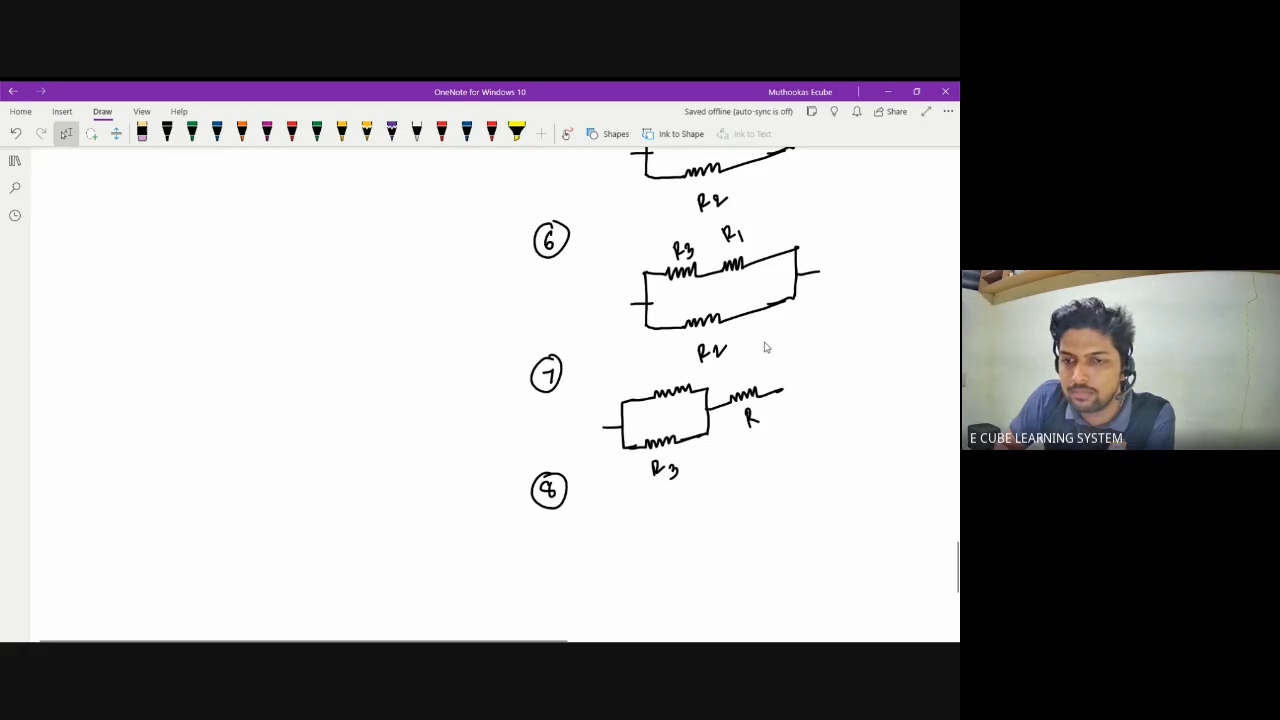 OneNote for Windows 10
Muthookas Ecube
Home Insert Draw View Help
Saved offline (auto-sync is off)
Share
Shapes
Ink to Shape
Ink to Text
R2
6
R3 R1
R2
7
R
R3
8
E CUBE LEARNING SYSTEM